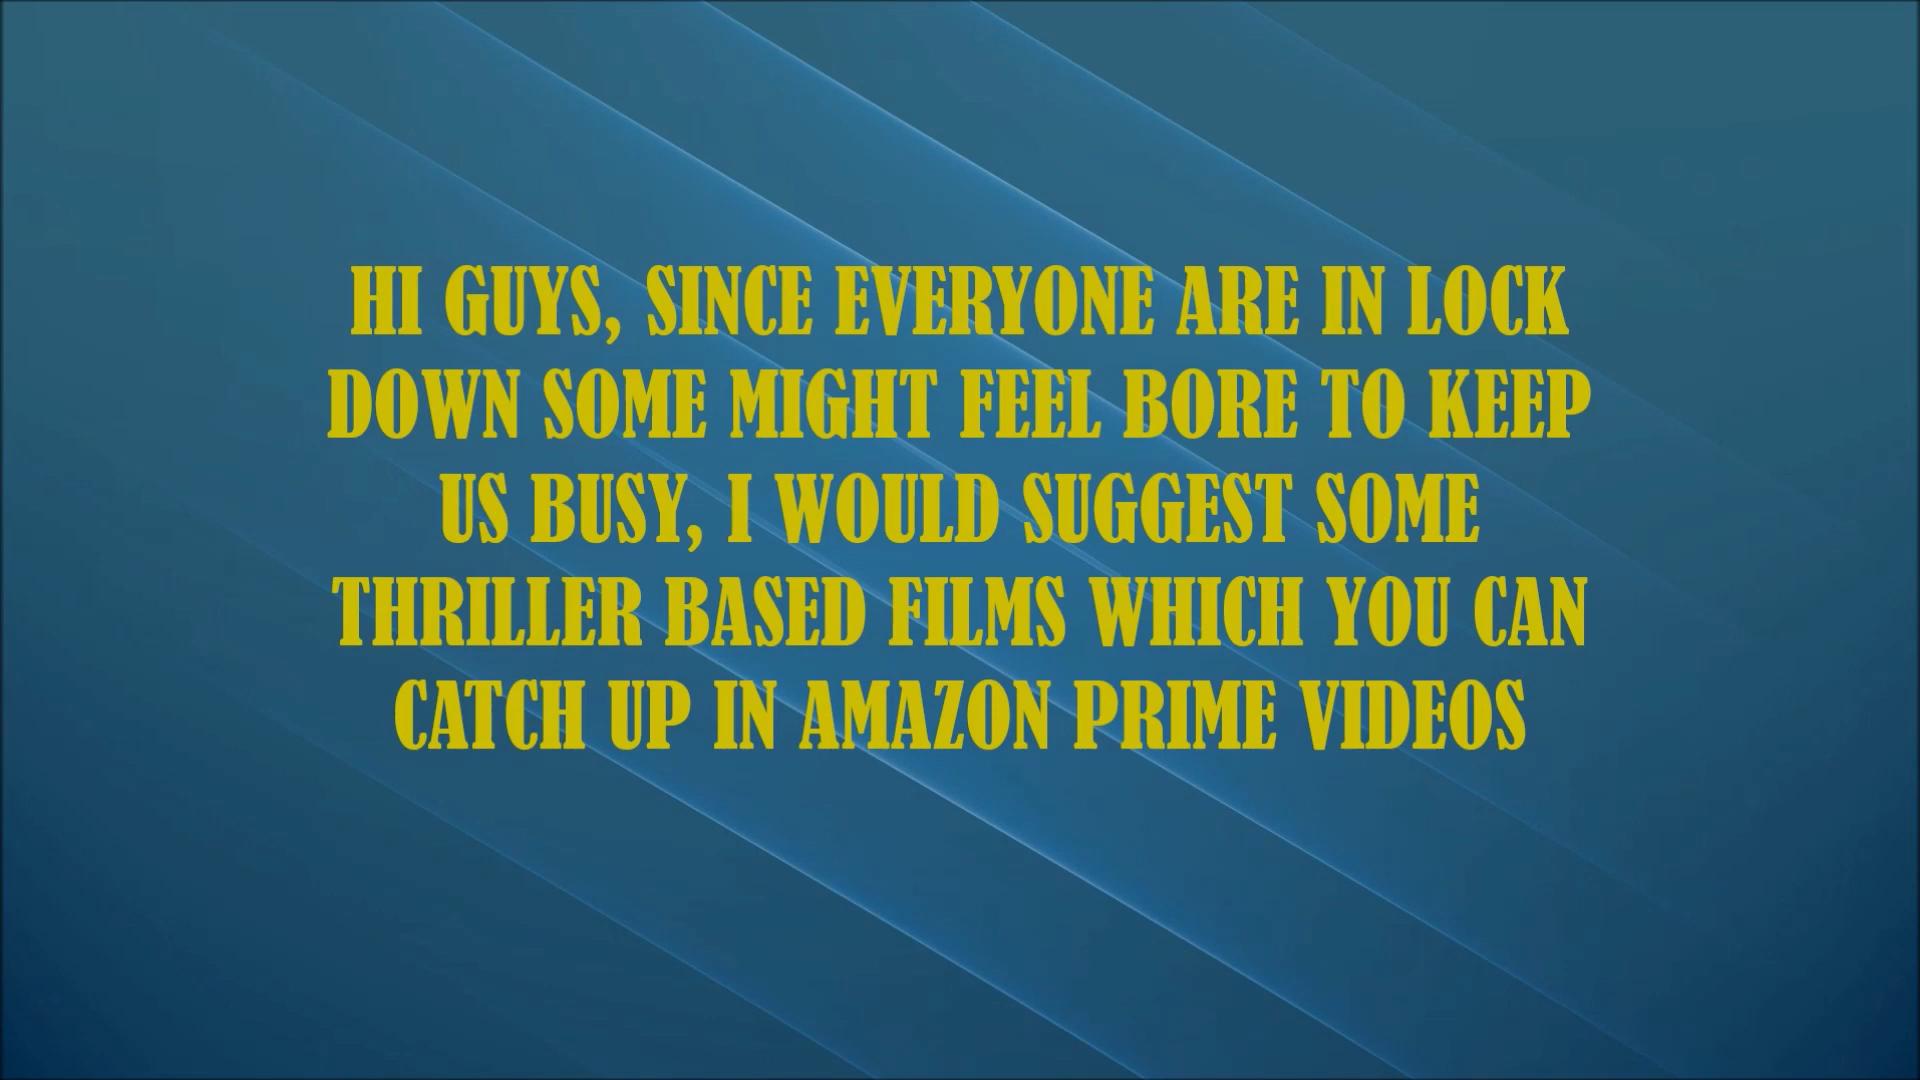 HI GUYS, SINCE EVERYONE ARE IN LOCK
DOWN SOME MIGHT FEEL BORE TO KEEP
US BUSY, I WOULD SUGGEST SOME
THRILLER BASED FILMS WHICH YOU CAN
CATCH UP IN AMAZON PRIME VIDEOS